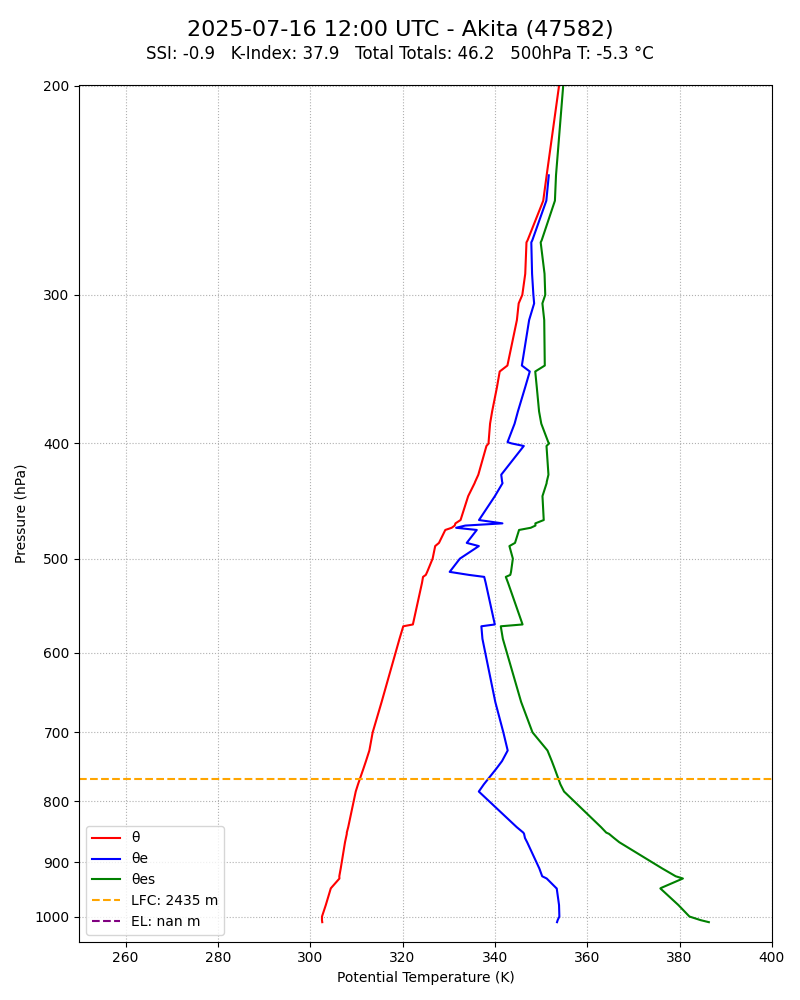 2025-07-16 12:00 UTC - Akita (47582)
SSI: -0.9   K-Index: 37.9   Total Totals: 46.2   500hPa T: -5.3 °C
200
300
400
500
600
700
800
900
1000
Pressure (hPa)
θ
θe
θes
LFC: 2435 m
EL: nan m
260 280 300 320 340 360 380 400
Potential Temperature (K)